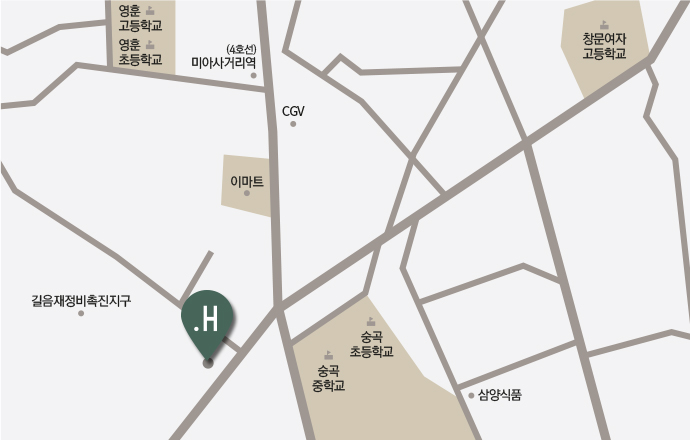 영훈
고등학교
영훈
초등학교
(4호선)
미아사거리역
창문여자
고등학교
CGV
이마트
길음재정비촉진지구
.H
숭곡
초등학교
숭곡
중학교
삼양식품